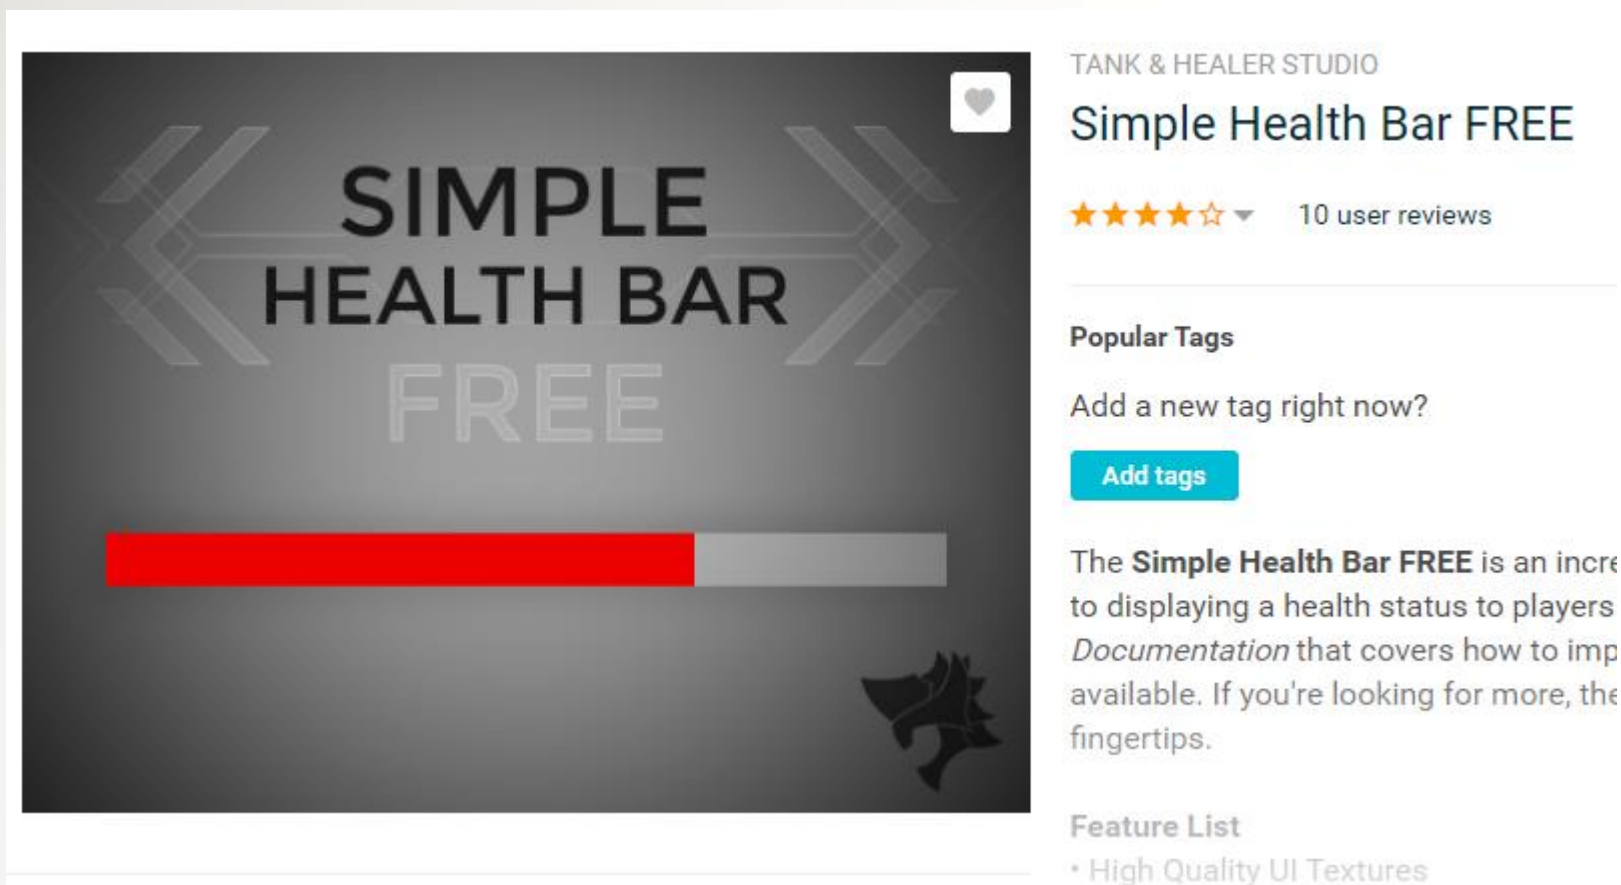 SIMPLE
HEALTH BAR
FREE
TANK & HEALER STUDIO
Simple Health Bar FREE
10 user reviews
Popular Tags
Add a new tag right now?
Add tags
The Simple Health Bar FREE is an incre
to displaying a health status to players
Documentation that covers how to imp
available. If you're looking for more, the
fingertips.
Feature List
• High Quality UI Textures